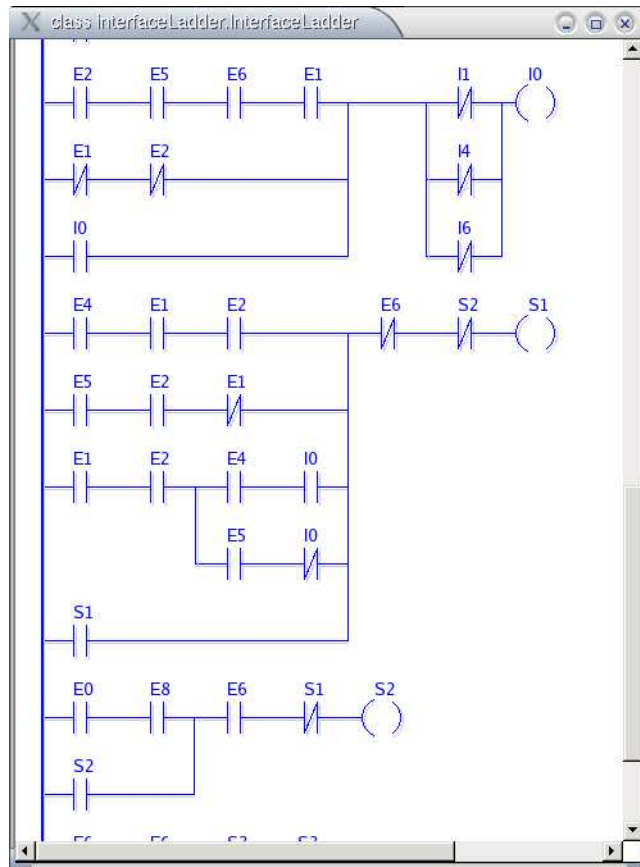 class interfaceLadder.InterfaceLadder
E2 E5 E6 E1 I1 I0
E1 E2 I4
I0 I6
E4 E1 E2 E6 S2 S1
E5 E2 E1
E1 E2 E4 I0
E5 I0
S1
E0 E8 E6 S1 S2
S2